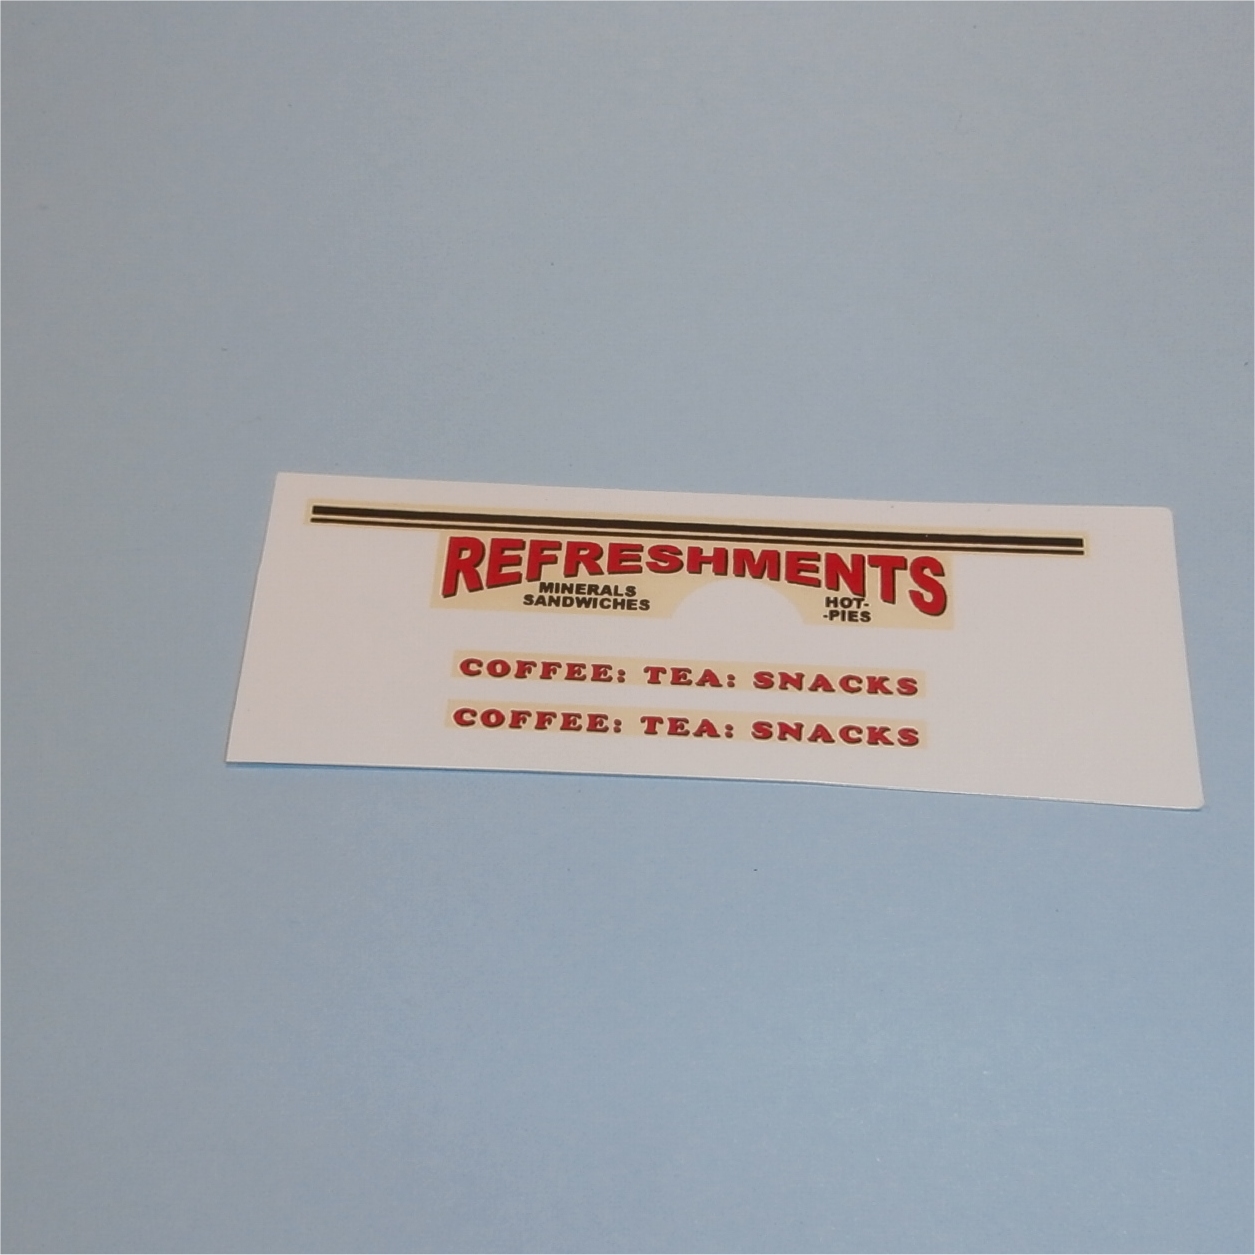 REFRESHMENTS
MINERALS
SANDWICHES
HOT-
-PIES
COFFEE: TEA: SNACKS
COFFEE: TEA: SNACKS